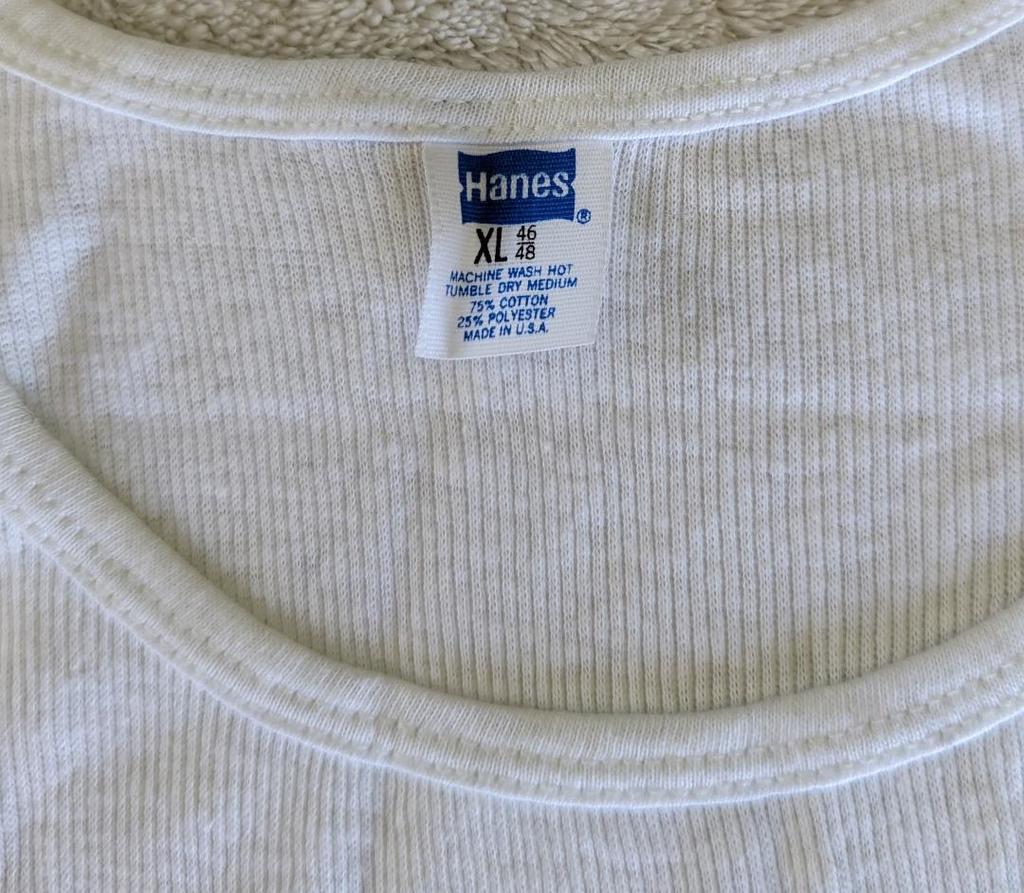 Hanes®
XL 46/48
MACHINE WASH HOT
TUMBLE DRY MEDIUM
75% COTTON
25% POLYESTER
MADE IN U.S.A.